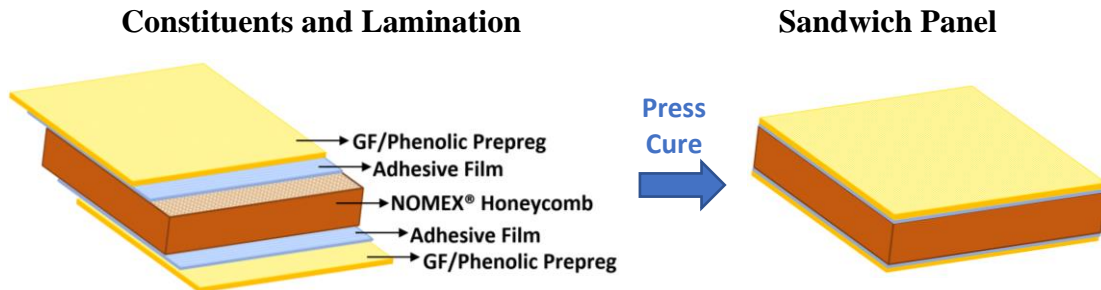 Constituents and Lamination
Sandwich Panel
GF/Phenolic Prepreg
Adhesive Film
NOMEX® Honeycomb
Adhesive Film
GF/Phenolic Prepreg
Press
Cure